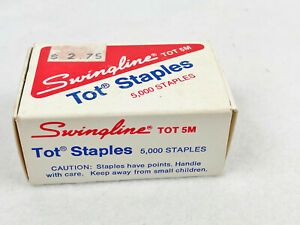 $ 2.75
Swingline® TOT 5M
Tot® Staples
5,000 STAPLES
Swingline® TOT 5M
Tot® Staples 5,000 STAPLES
CAUTION: Staples have points. Handle
with care. Keep away from small children.